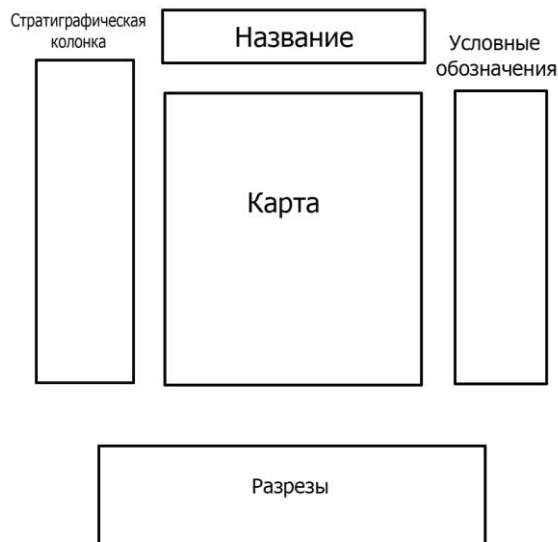 Стратиграфическая
колонка
Название
Условные
обозначения
Карта
Разрезы